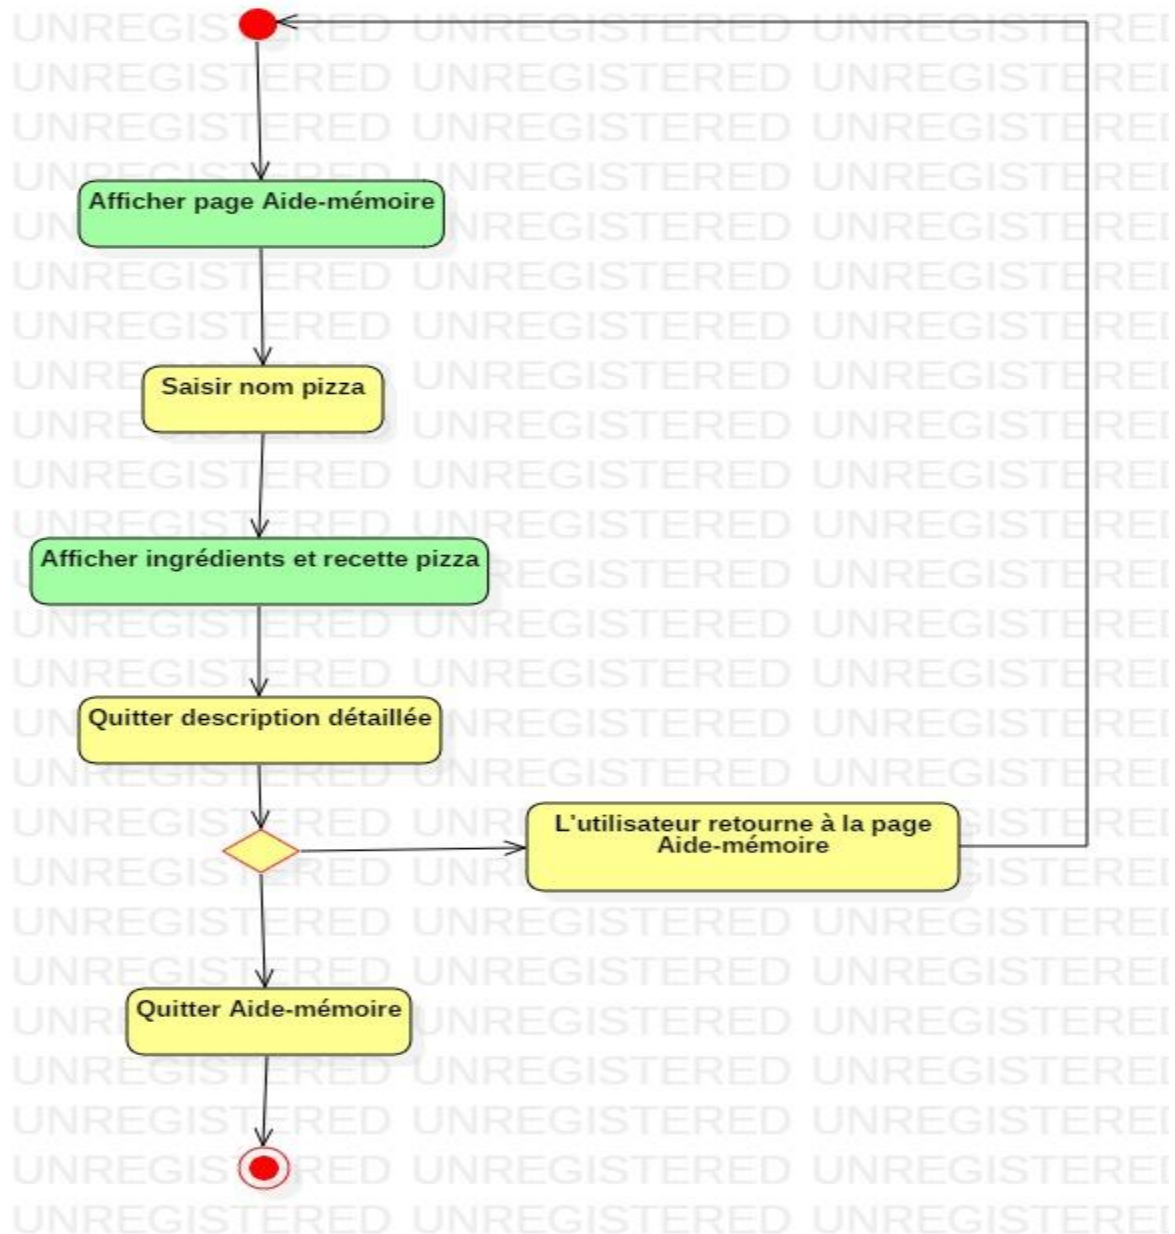 Afficher page Aide-mémoire
Saisir nom pizza
Afficher ingrédients et recette pizza
Quitter description détaillée
L'utilisateur retourne à la page
Aide-mémoire
Quitter Aide-mémoire
UNREGISTERED